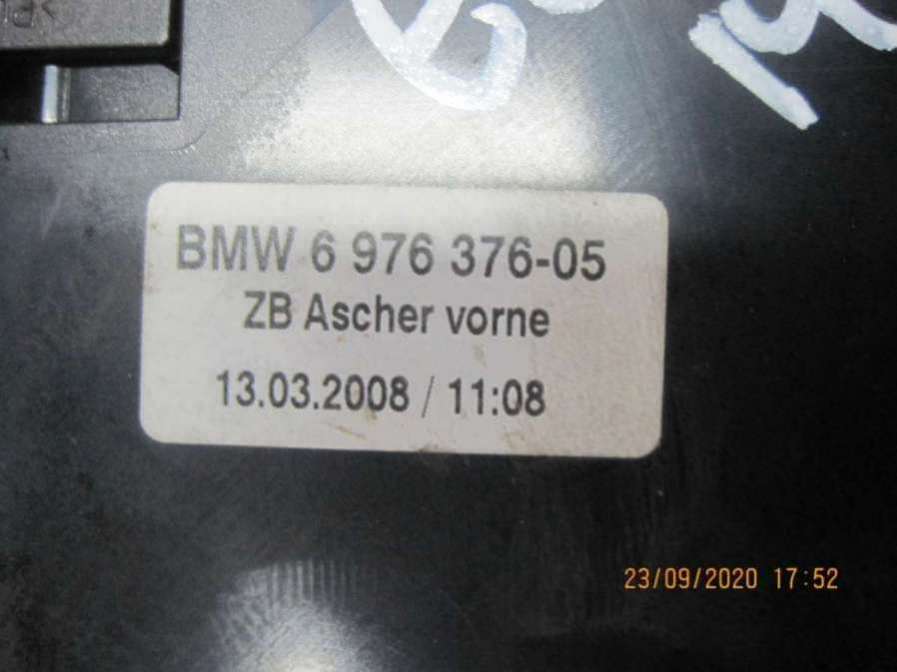 BMW 6 976 376-05
ZB Ascher vorne
13.03.2008 / 11:08
23/09/2020 17:52